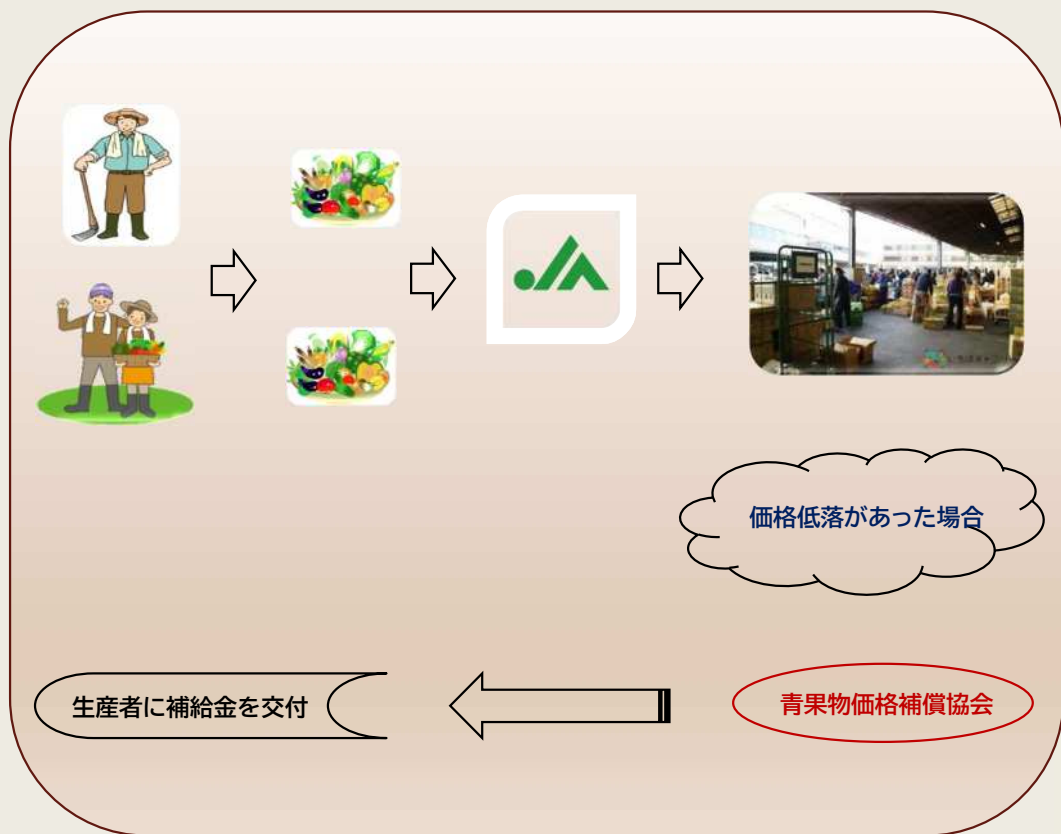 JA
価格低落があった場合
生産者に補給金を交付
青果物価格補償協会